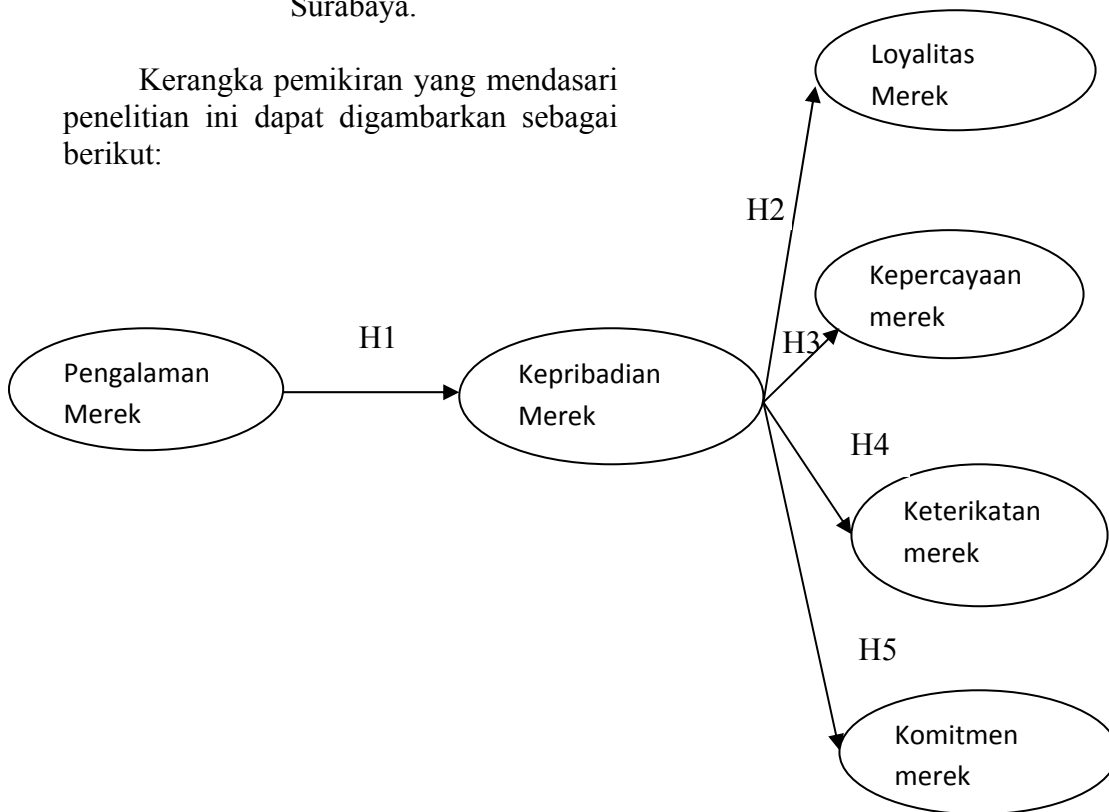 Surabaya.
Kerangka pemikiran yang mendasari
penelitian ini dapat digambarkan sebagai
berikut:
Loyalitas
Merek
H2
Kepercayaan
merek
H3
H1
Pengalaman
Merek
Kepribadian
Merek
H4
Keterikatan
merek
H5
Komitmen
merek